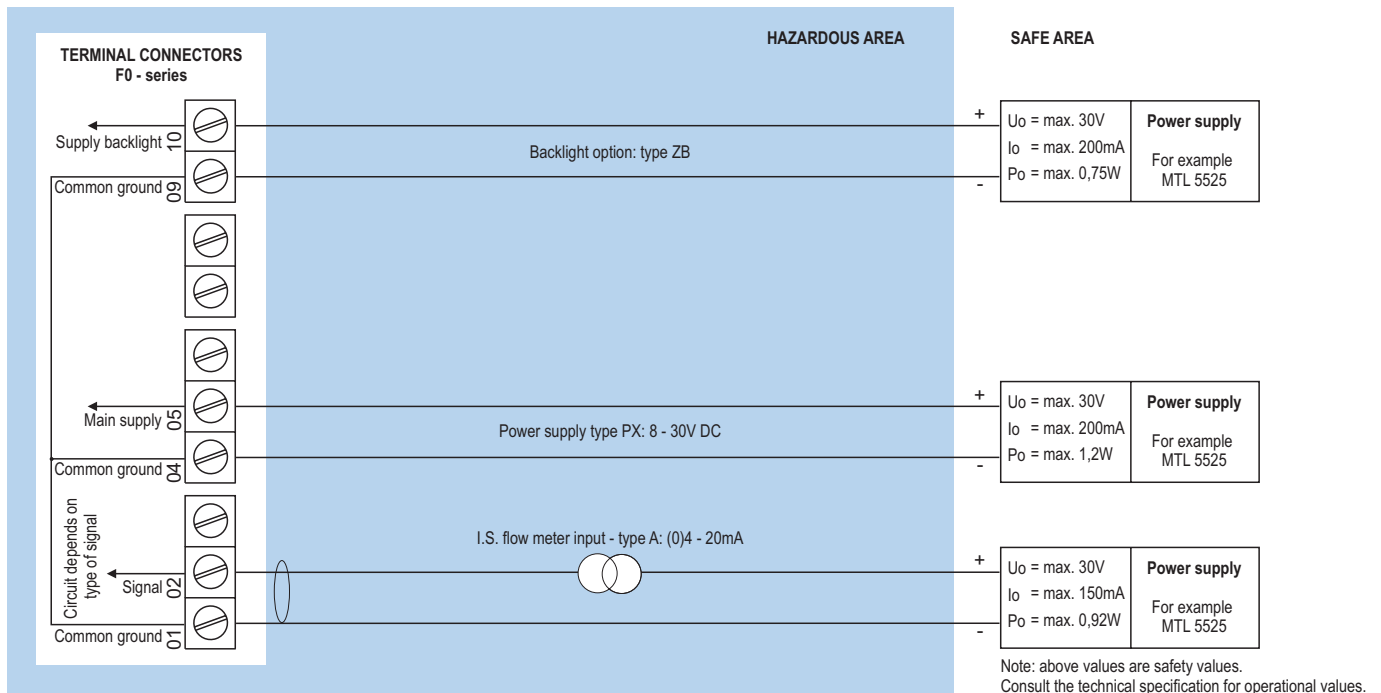 HAZARDOUS AREA
SAFE AREA
TERMINAL CONNECTORS
F0 - series
Supply backlight
10
Common ground
09
Backlight option: type ZB
+
-
Uo = max. 30V
Io = max. 200mA
Po = max. 0,75W
Power supply
For example
MTL 5525
Main supply
05
Common ground
04
Power supply type PX: 8 - 30V DC
+
-
Uo = max. 30V
Io = max. 200mA
Po = max. 1,2W
Power supply
For example
MTL 5525
Circuit depends on
type of signal
Signal
02
Common ground
01
I.S. flow meter input - type A: (0)4 - 20mA
+
-
Uo = max. 30V
Io = max. 150mA
Po = max. 0,92W
Power supply
For example
MTL 5525
Note: above values are safety values.
Consult the technical specification for operational values.